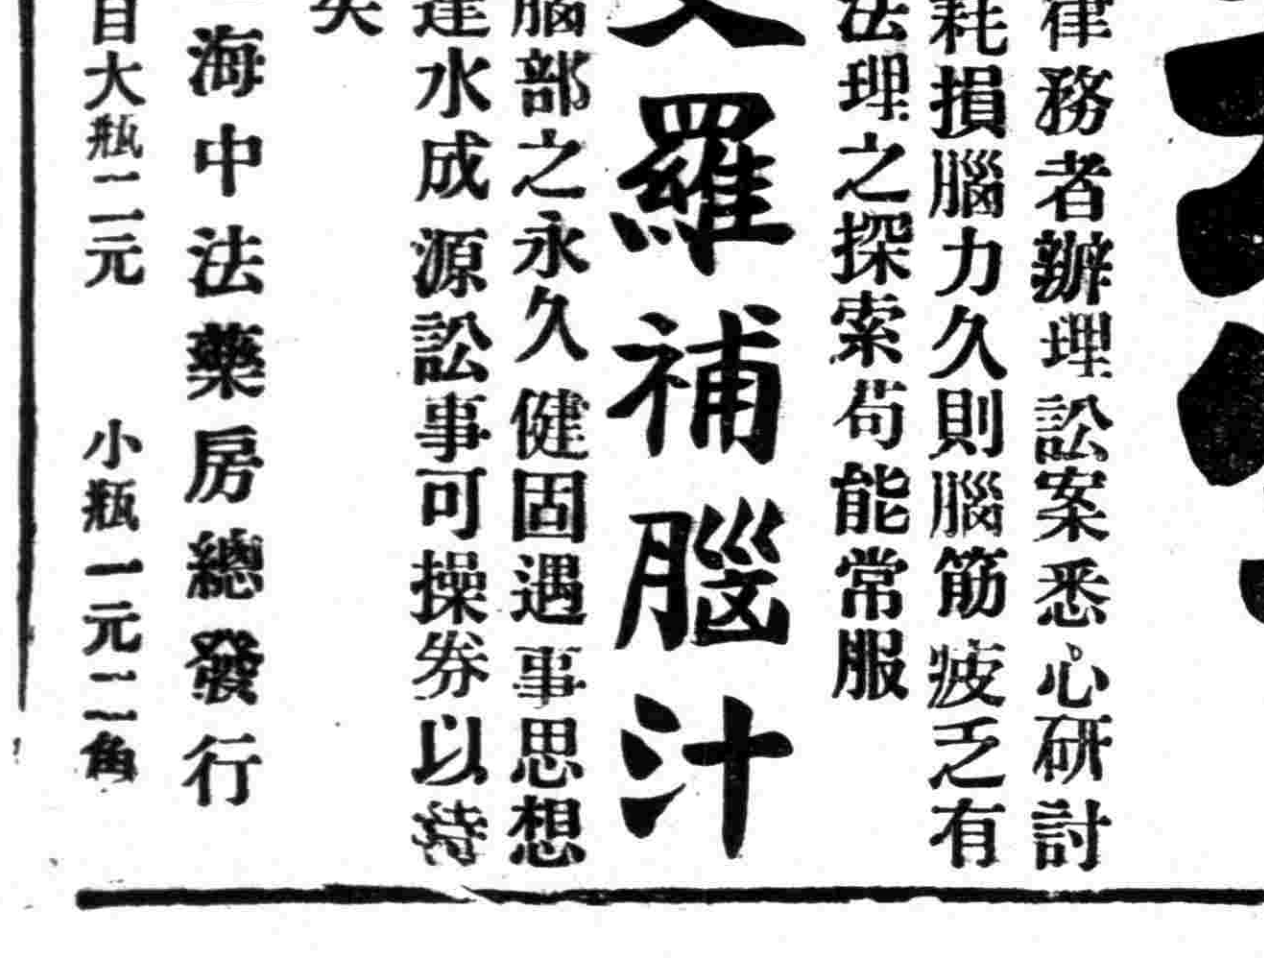 律務者辦理訟案悉心研討
耗損腦力久則腦筋疲乏有
法理之探索苟能常服
艾羅補腦汁
腦部之永久健固遇事思想
達水成源訟事可操券以待
矣
海中法藥房總發行
目大瓶二元 小瓶一元二角